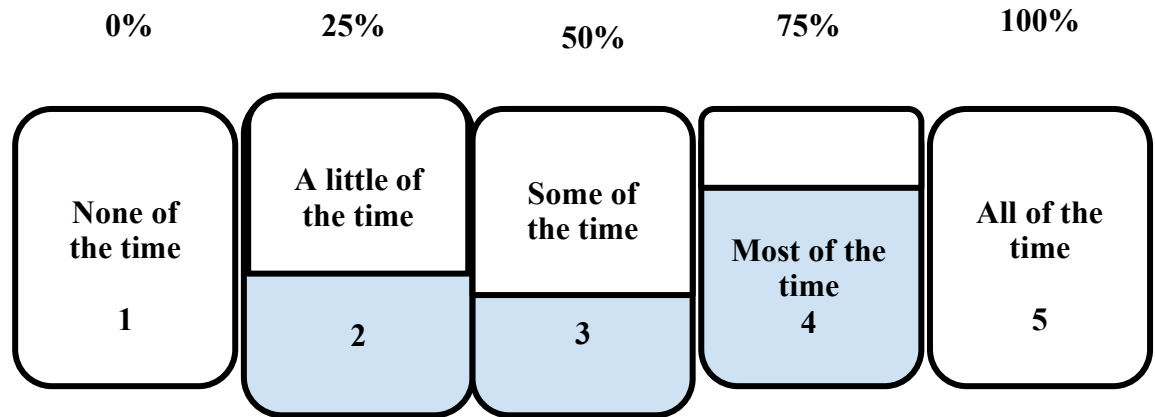 0%
25%
50%
75%
100%
None of
the time
1
A little of
the time
2
Some of
the time
3
Most of the
time
4
All of the
time
5